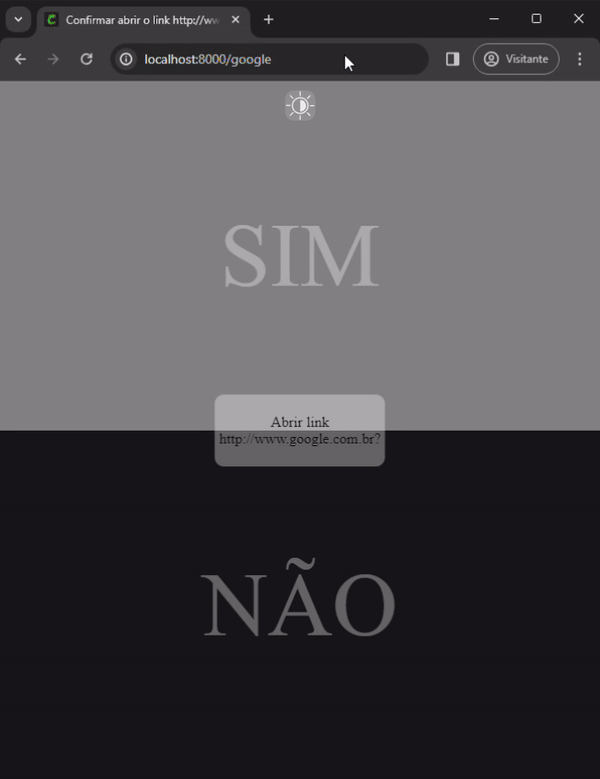 Confirmar abrir o link http://ww
localhost:8000/google
Visitante
SIM
Abrir link
http://www.google.com.br?
NÃO